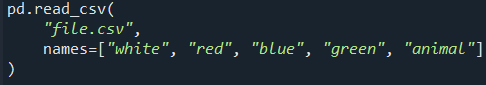 pd.read_csv(
    "file.csv",
    names=["white", "red", "blue", "green", "animal"]
)